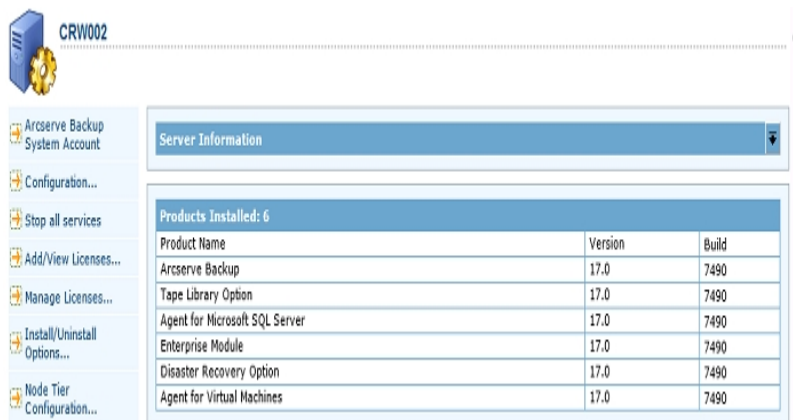 CRW002
Arcserve Backup
System Account
Configuration...
Stop all services
Add/View Licenses...
Manage Licenses...
Install/Uninstall
Options...
Node Tier
Configuration...
Server Information
Products Installed: 6
Product Name Version Build
Arcserve Backup 17.0 7490
Tape Library Option 17.0 7490
Agent for Microsoft SQL Server 17.0 7490
Enterprise Module 17.0 7490
Disaster Recovery Option 17.0 7490
Agent for Virtual Machines 17.0 7490